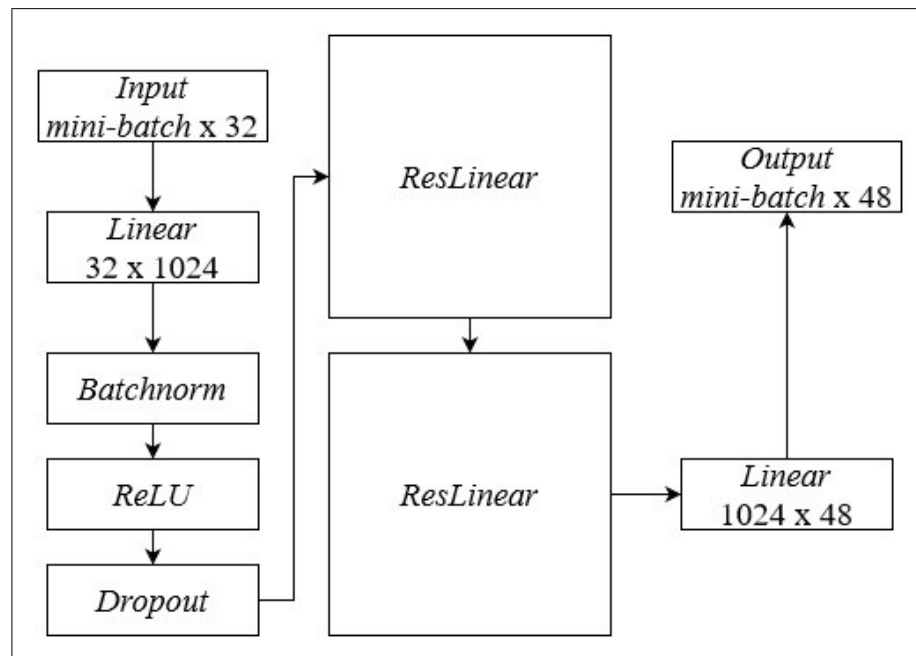 Input
mini-batch x 32
Linear
32 x 1024
Batchnorm
ReLU
Dropout
ResLinear
ResLinear
Linear
1024 x 48
Output
mini-batch x 48